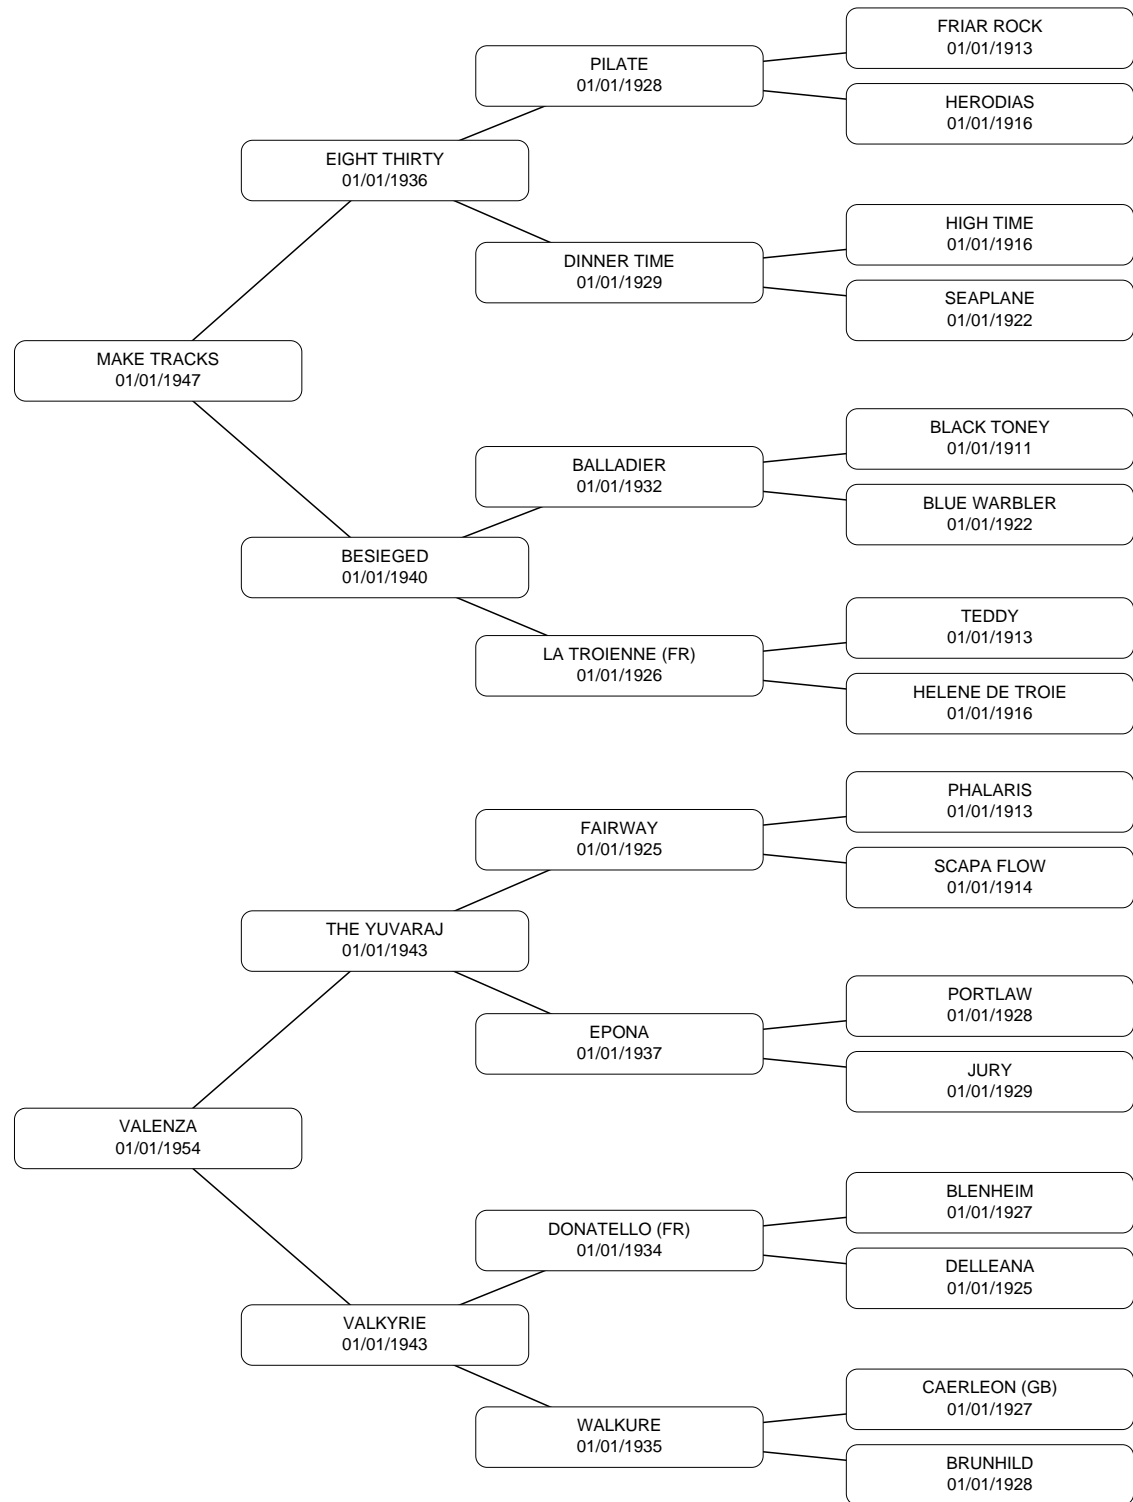 FRIAR ROCK
01/01/1913
PILATE
01/01/1928
HERODIAS
01/01/1916
EIGHT THIRTY
01/01/1936
HIGH TIME
01/01/1916
DINNER TIME
01/01/1929
SEAPLANE
01/01/1922
MAKE TRACKS
01/01/1947
BLACK TONEY
01/01/1911
BALLADIER
01/01/1932
BLUE WARBLER
01/01/1922
BESIEGED
01/01/1940
TEDDY
01/01/1913
LA TROIENNE (FR)
01/01/1926
HELENE DE TROIE
01/01/1916
PHALARIS
01/01/1913
FAIRWAY
01/01/1925
SCAPA FLOW
01/01/1914
THE YUVARAJ
01/01/1943
PORTLAW
01/01/1928
EPONA
01/01/1937
JURY
01/01/1929
VALENZA
01/01/1954
BLENHEIM
01/01/1927
DONATELLO (FR)
01/01/1934
DELLEANA
01/01/1925
VALKYRIE
01/01/1943
CAERLEON (GB)
01/01/1927
WALKURE
01/01/1935
BRUNHILD
01/01/1928